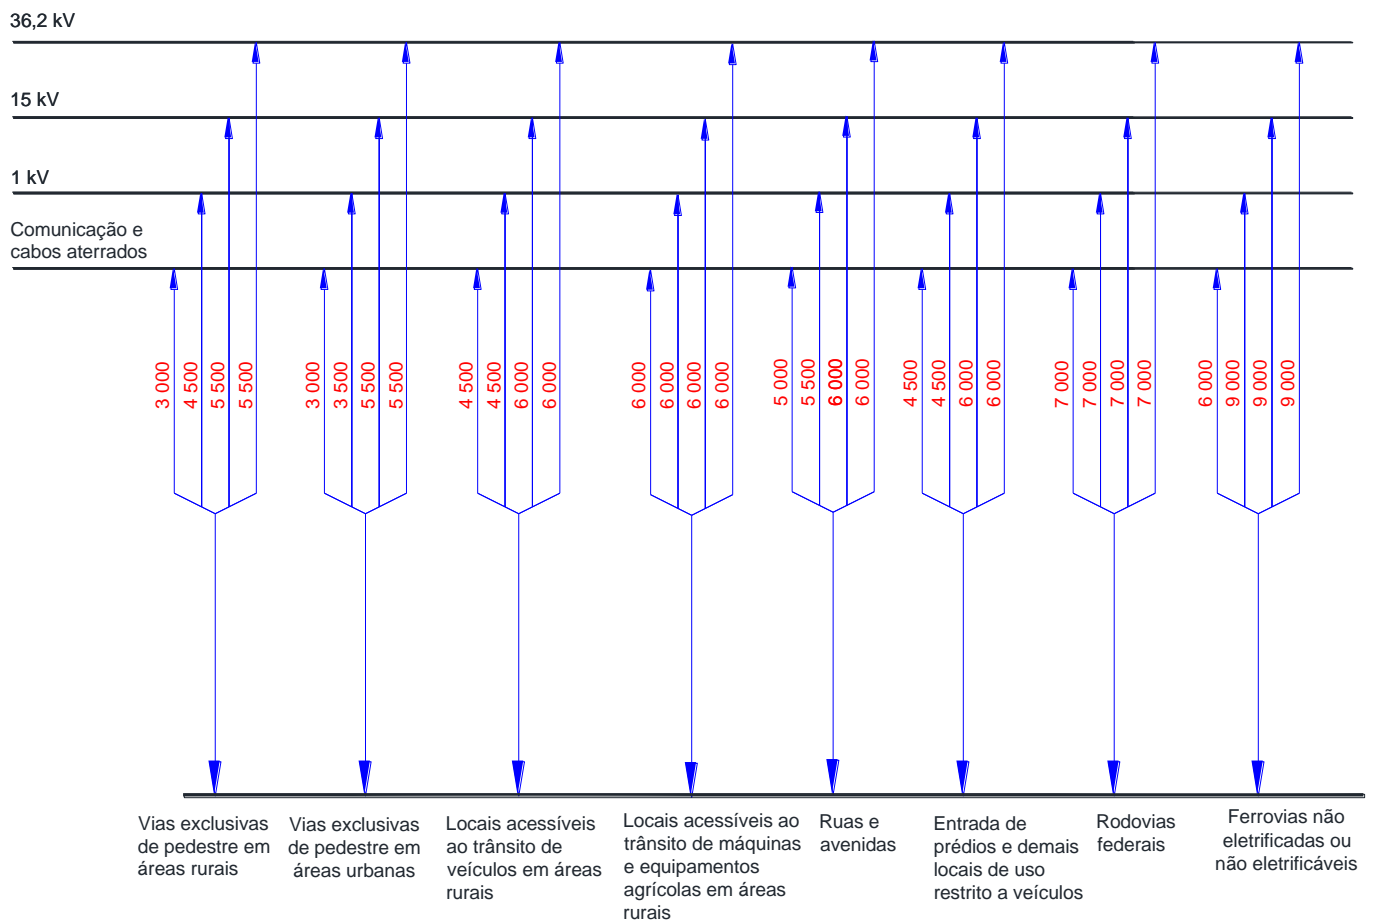 36,2 kV
15 kV
1 kV
Comunicação e
cabos aterrados
3 000
4 500
5 500
5 500
3 000
3 500
5 500
5 500
4 500
4 500
6 000
6 000
6 000
6 000
6 000
6 000
5 000
5 500
6 000
6 000
4 500
4 500
6 000
6 000
7 000
7 000
7 000
7 000
6 000
9 000
9 000
9 000
Vias exclusivas
de pedestre em
áreas rurais
Vias exclusivas
de pedestre em
áreas urbanas
Locais acessíveis
ao trânsito de
veículos em áreas
rurais
Locais acessíveis ao
trânsito de máquinas
e equipamentos
agrícolas em áreas
rurais
Ruas e
avenidas
Entrada de
prédios e demais
locais de uso
restrito a veículos
Rodovias
federais
Ferrovias não
eletrificadas ou
não eletrificáveis